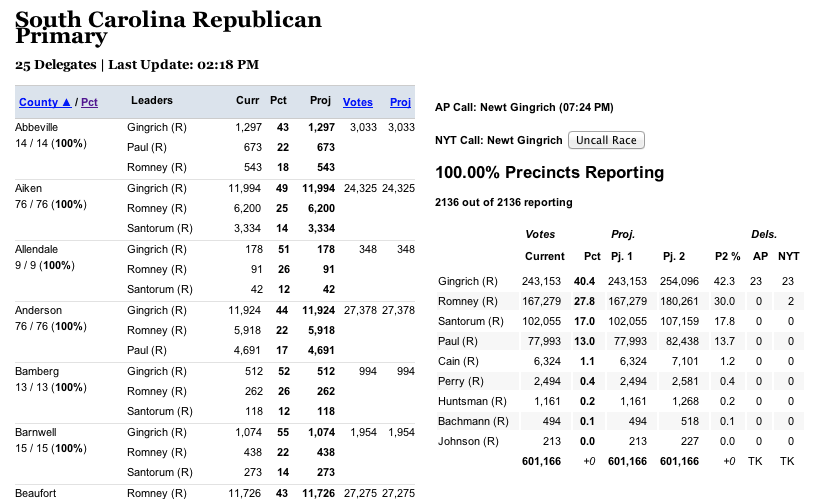 South Carolina Republican
Primary
25 Delegates | Last Update: 02:18 PM
County ▲ / Pct Leaders Curr Pct Proj Votes Proj
Abbeville Gingrich (R) 1,297 43 1,297 3,033 3,033
14 / 14 (100%) Paul (R) 673 22 673
Romney (R) 543 18 543
Aiken Gingrich (R) 11,994 49 11,994 24,325 24,325
76 / 76 (100%) Romney (R) 6,200 25 6,200
Santorum (R) 3,334 14 3,334
Allendale Gingrich (R) 178 51 178 348 348
9 / 9 (100%) Romney (R) 91 26 91
Santorum (R) 42 12 42
Anderson Gingrich (R) 11,924 44 11,924 27,378 27,378
76 / 76 (100%) Romney (R) 5,918 22 5,918
Paul (R) 4,691 17 4,691
Bamberg Gingrich (R) 512 52 512 994 994
13 / 13 (100%) Romney (R) 262 26 262
Santorum (R) 118 12 118
Barnwell Gingrich (R) 1,074 55 1,074 1,954 1,954
15 / 15 (100%) Romney (R) 438 22 438
Santorum (R) 273 14 273
Beaufort Romney (R) 11,726 43 11,726 27,275 27,275
AP Call: Newt Gingrich (07:24 PM)
NYT Call: Newt Gingrich Uncall Race
100.00% Precincts Reporting
2136 out of 2136 reporting
Votes Proj. Dels.
Current Pct Pj. 1 Pj. 2 P2 % AP NYT
Gingrich (R) 243,153 40.4 243,153 254,096 42.3 23 23
Romney (R) 167,279 27.8 167,279 180,261 30.0 0 2
Santorum (R) 102,055 17.0 102,055 107,159 17.8 0 0
Paul (R) 77,993 13.0 77,993 82,438 13.7 0 0
Cain (R) 6,324 1.1 6,324 7,101 1.2 0 0
Perry (R) 2,494 0.4 2,494 2,581 0.4 0 0
Huntsman (R) 1,161 0.2 1,161 1,268 0.2 0 0
Bachmann (R) 494 0.1 494 518 0.1 0 0
Johnson (R) 213 0.0 213 227 0.0 0 0
601,166 +0 601,166 601,166 +0 TK TK